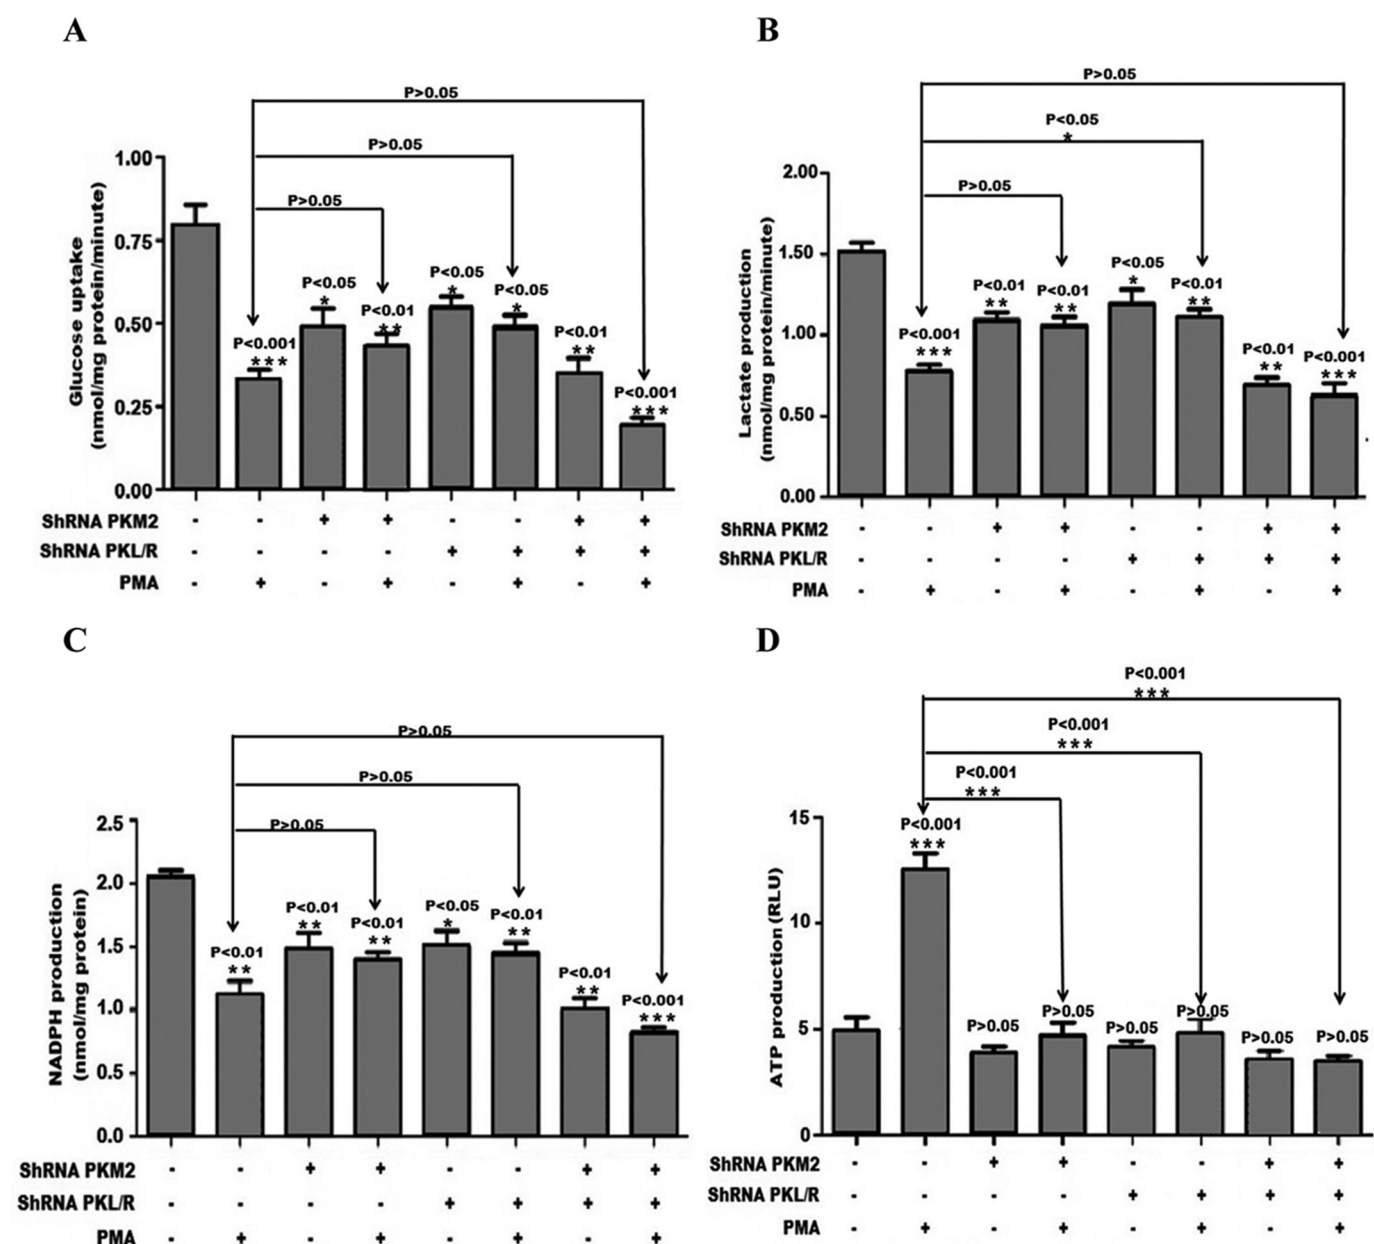 A
P>0.05
P>0.05
P>0.05
1.00
0.75
0.50
0.25
0.00
Glucose uptake
(nmol/mg protein/minute)
P<0.001
***
P<0.05
*
P<0.01
**
P<0.05
*
P<0.05
*
P<0.01
**
P<0.001
***
ShRNA PKM2 - - + + - - + +
ShRNA PKL/R - - - - + + + +
PMA - + - + - + - +
B
P>0.05
P<0.05
*
P>0.05
2.00
1.50
1.00
0.50
0.00
Lactate production
(nmol/mg protein/minute)
P<0.001
***
P<0.01
**
P<0.01
**
P<0.05
*
P<0.01
**
P<0.01
**
P<0.001
***
ShRNA PKM2 - - + + - - + +
ShRNA PKL/R - - - - + + + +
PMA - + - + - + - +
C
P>0.05
P>0.05
P>0.05
2.5
2.0
1.5
1.0
0.5
0.0
NADPH production
(nmol/mg protein)
P<0.01
**
P<0.01
**
P<0.01
**
P<0.05
*
P<0.01
**
P<0.01
**
P<0.001
***
ShRNA PKM2 - - + + - - + +
ShRNA PKL/R - - - - + + + +
PMA - + - + - + - +
D
P<0.001
***
P<0.001
***
P<0.001
***
15
10
5
0
ATP production (RLU)
P<0.001
***
P>0.05
P>0.05
P>0.05
P>0.05
P>0.05
P>0.05
ShRNA PKM2 - - + + - - + +
ShRNA PKL/R - - - - + + + +
PMA - + - + - + - +